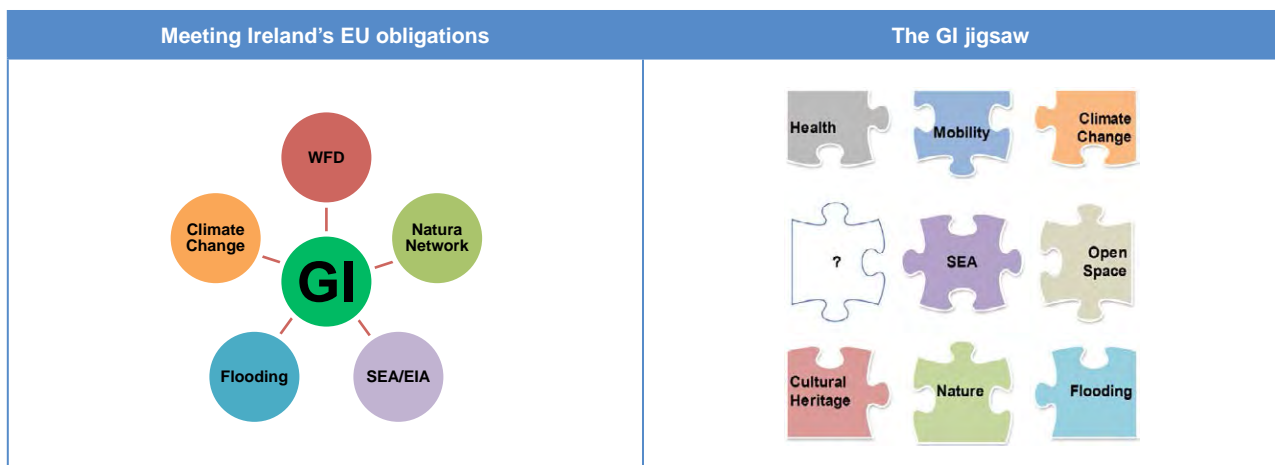 Meeting Ireland's EU obligations
The GI jigsaw
WFD
Climate
Change
Natura
Network
GI
Flooding
SEA/EIA
Health
Mobility
Climate
Change
?
SEA
Open
Space
Cultural
Heritage
Nature
Flooding